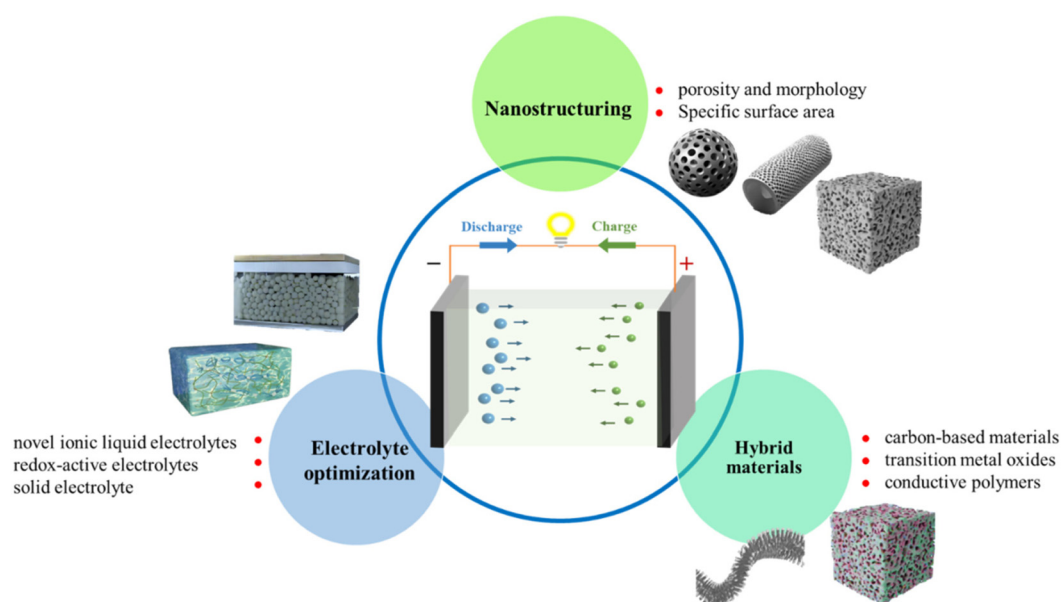 Nanostructuring
porosity and morphology
Specific surface area
Discharge
Charge
−
+
novel ionic liquid electrolytes
redox-active electrolytes
solid electrolyte
Electrolyte
optimization
Hybrid
materials
carbon-based materials
transition metal oxides
conductive polymers